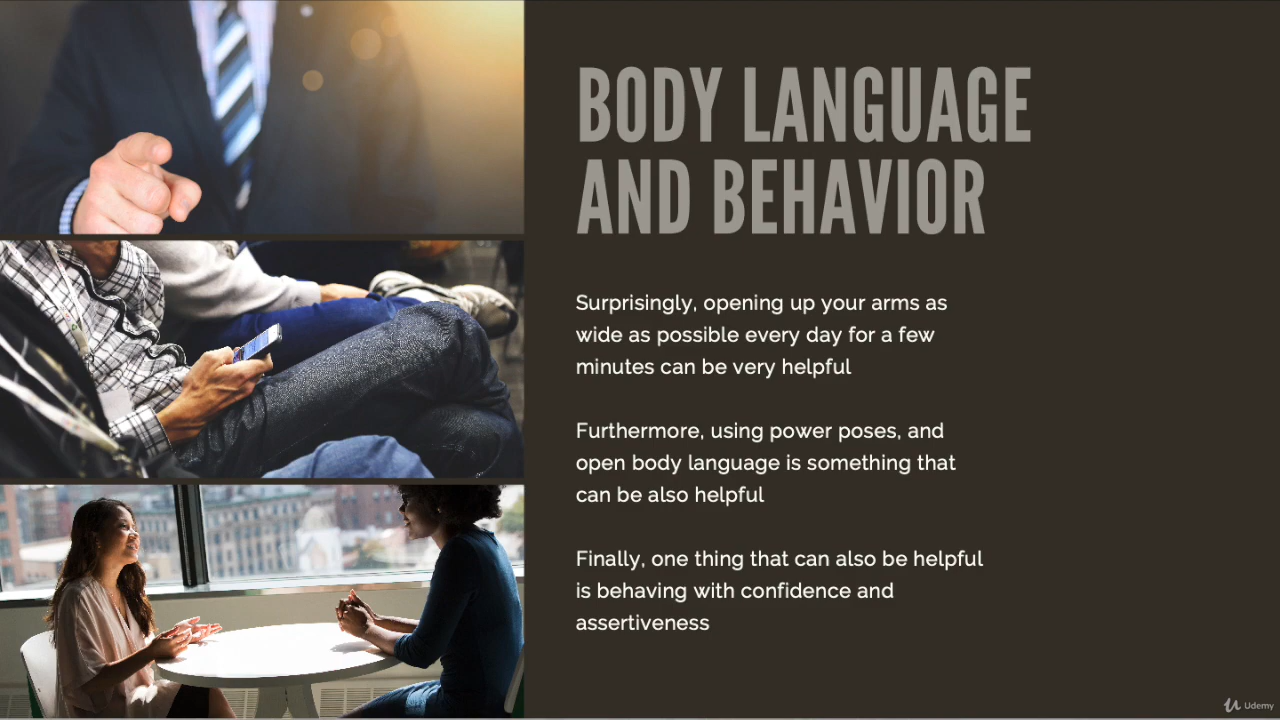 BODY LANGUAGE
AND BEHAVIOR
Surprisingly, opening up your arms as
wide as possible every day for a few
minutes can be very helpful
Furthermore, using power poses, and
open body language is something that
can be also helpful
Finally, one thing that can also be helpful
is behaving with confidence and
assertiveness
Udemy